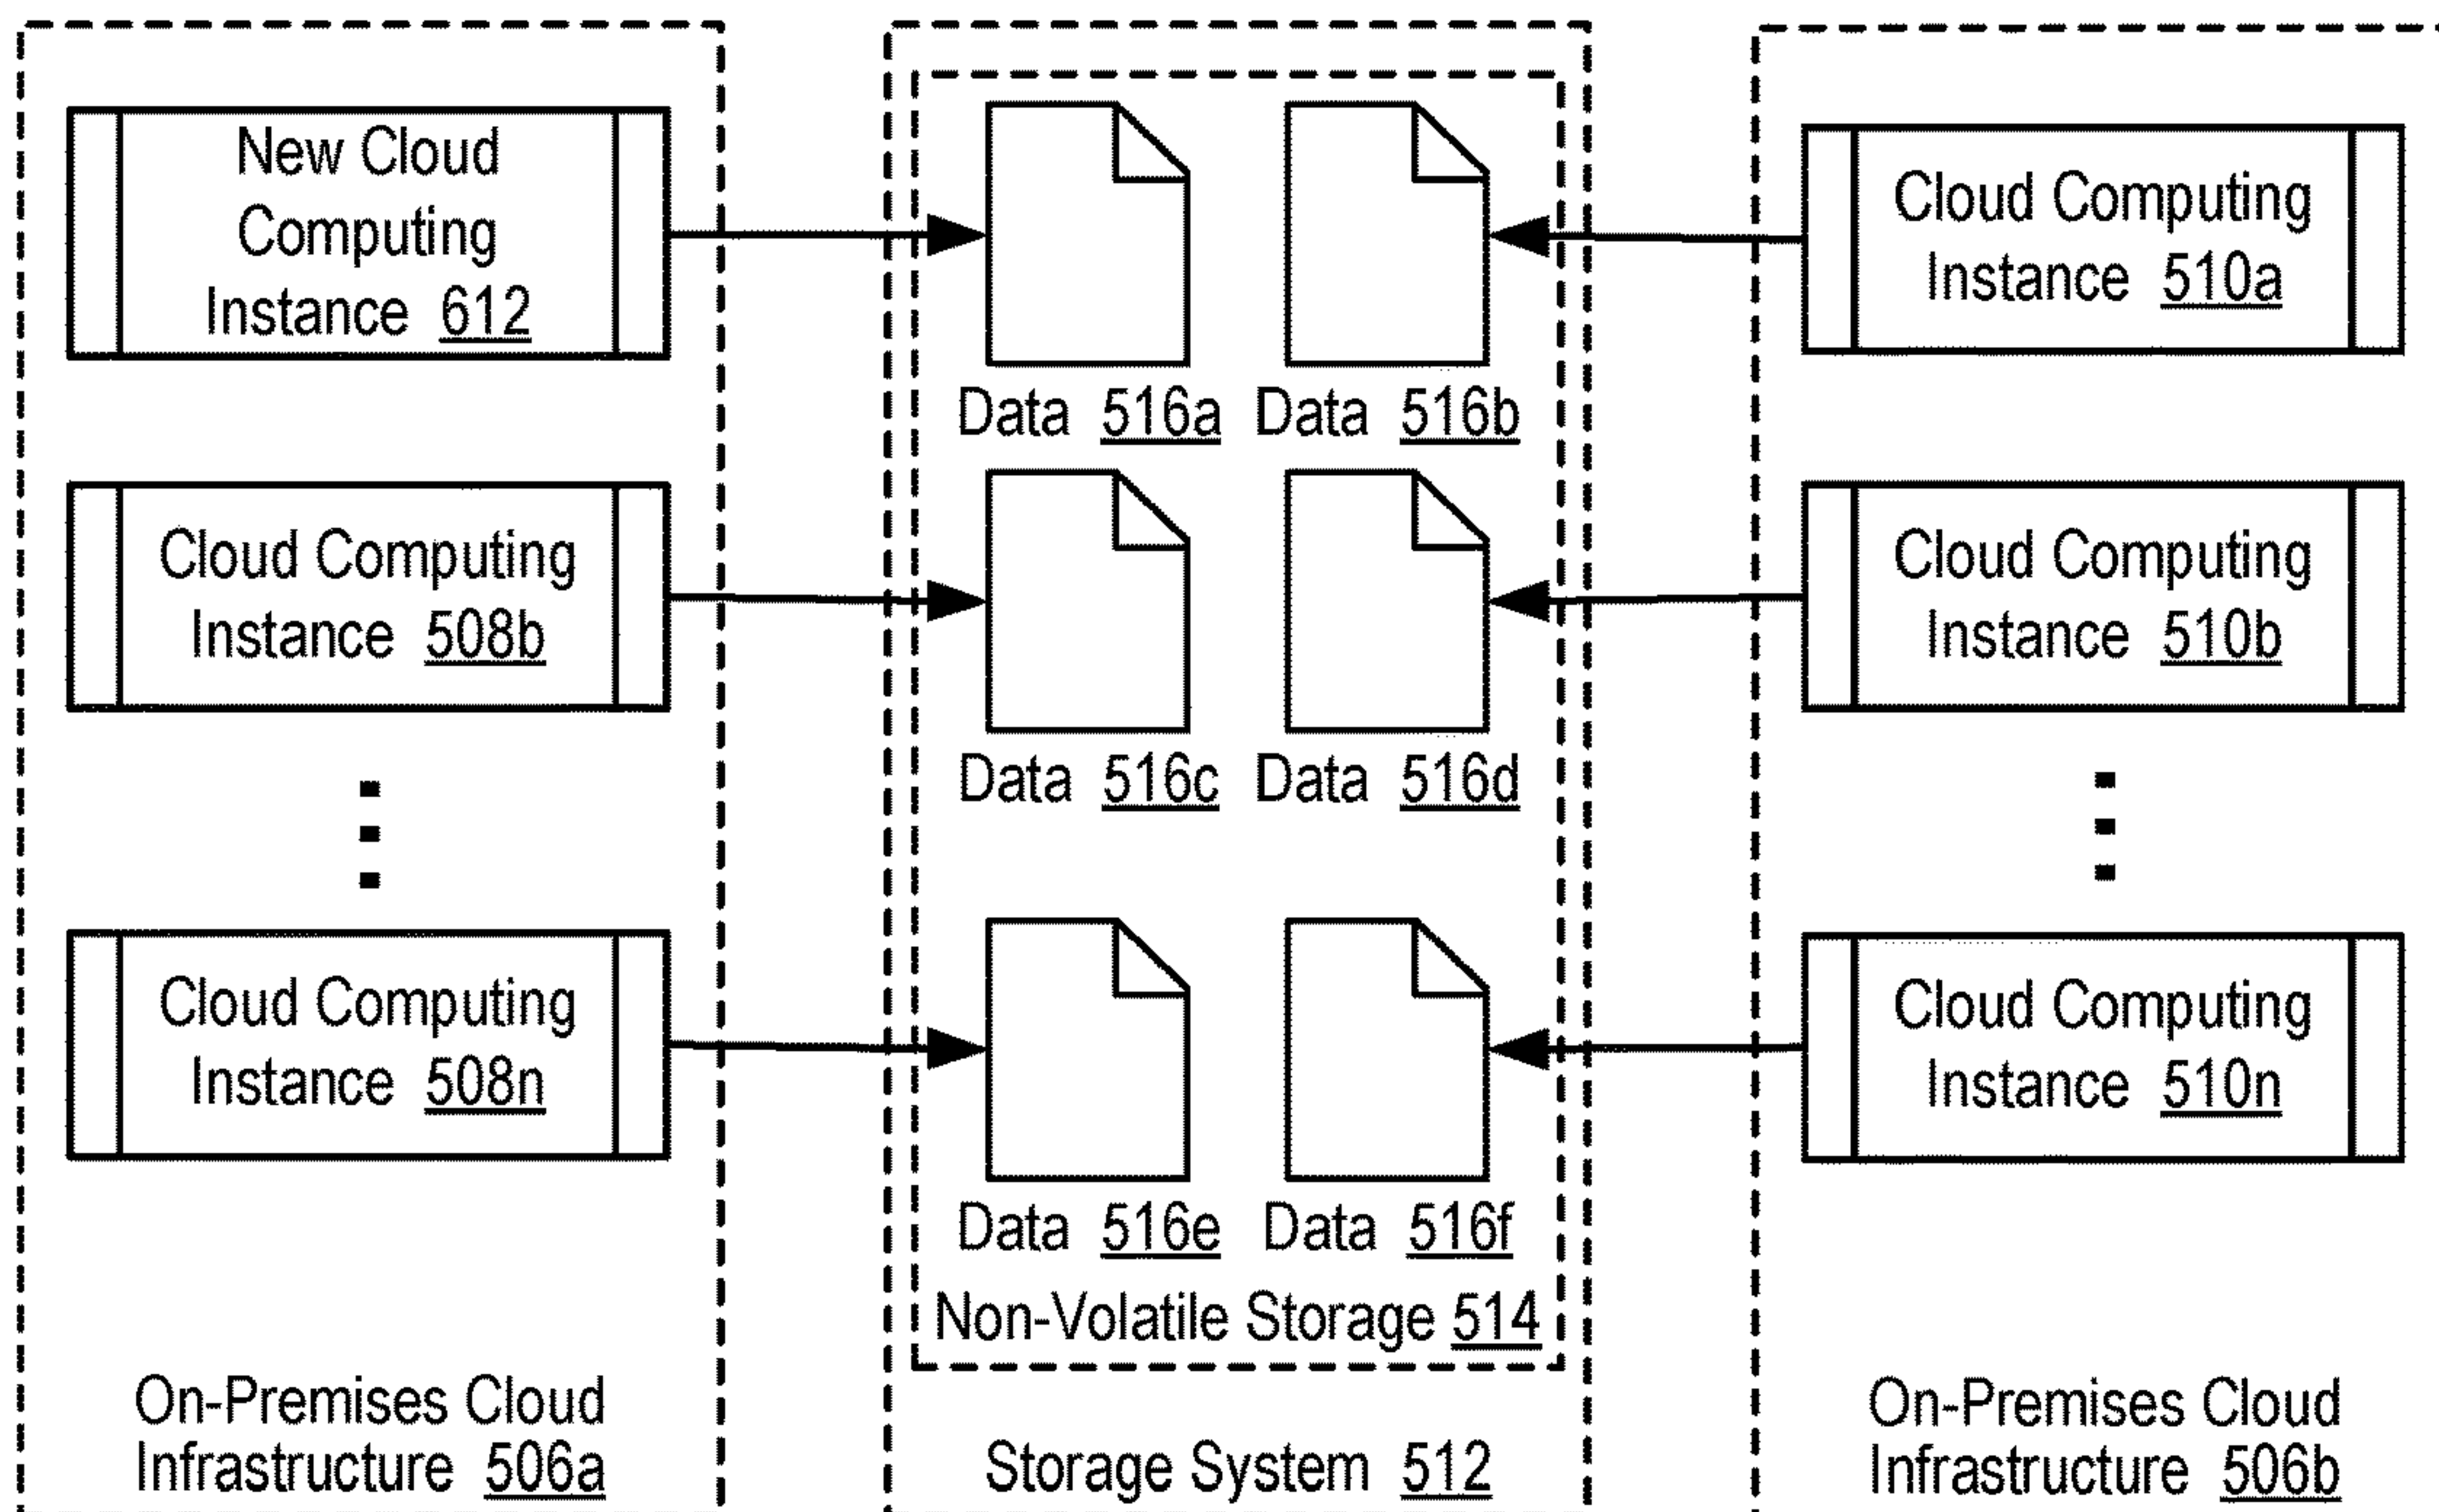 New Cloud
Computing
Instance 612
Cloud Computing
Instance 508b
Cloud Computing
Instance 508n
On-Premises Cloud
Infrastructure 506a
Data 516a Data 516b
Data 516c Data 516d
Data 516e Data 516f
Non-Volatile Storage 514
Storage System 512
Cloud Computing
Instance 510a
Cloud Computing
Instance 510b
Cloud Computing
Instance 510n
On-Premises Cloud
Infrastructure 506b